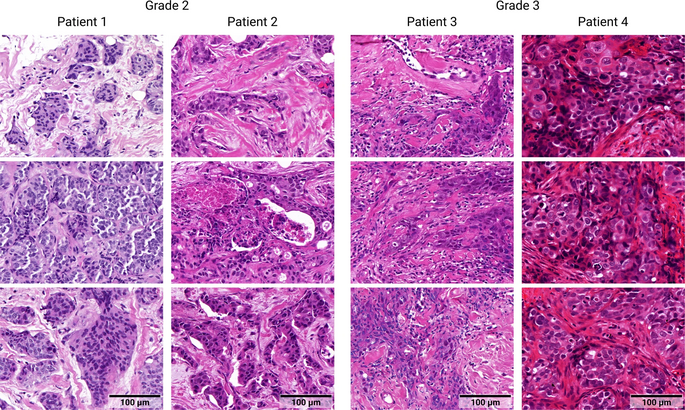 Grade 2 Grade 3
Patient 1 Patient 2 Patient 3 Patient 4
100 µm 100 µm 100 µm 100 µm